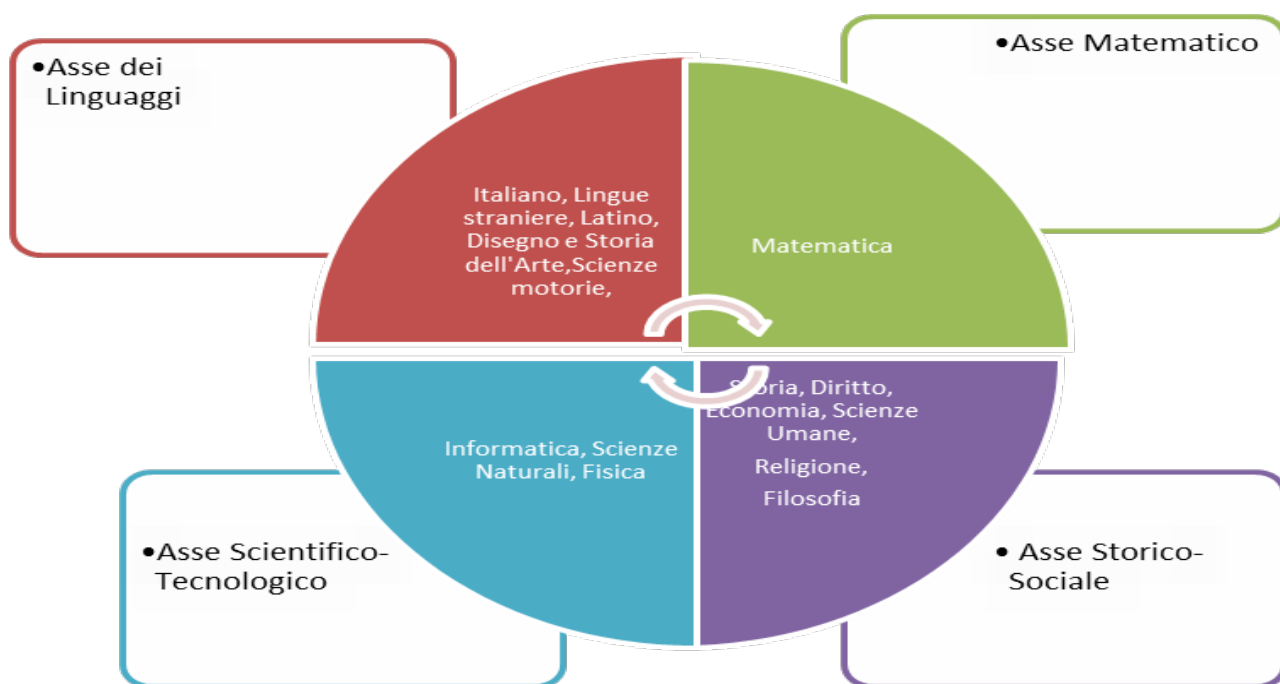 •Asse dei
Linguaggi
•Asse Matematico
Italiano, Lingue
straniere, Latino,
Disegno e Storia
dell'Arte,Scienze
motorie,
Matematica
Informatica, Scienze
Naturali, Fisica
Storia, Diritto,
Economia, Scienze
Umane,
Religione,
Filosofia
•Asse Scientifico-
Tecnologico
• Asse Storico-
Sociale